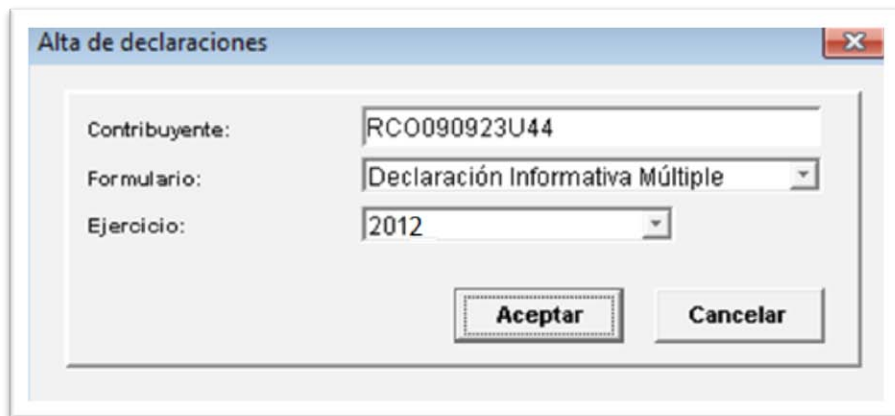 Alta de declaraciones
Contribuyente: RCO090923U44
Formulario: Declaración Informativa Múltiple
Ejercicio: 2012
Aceptar Cancelar